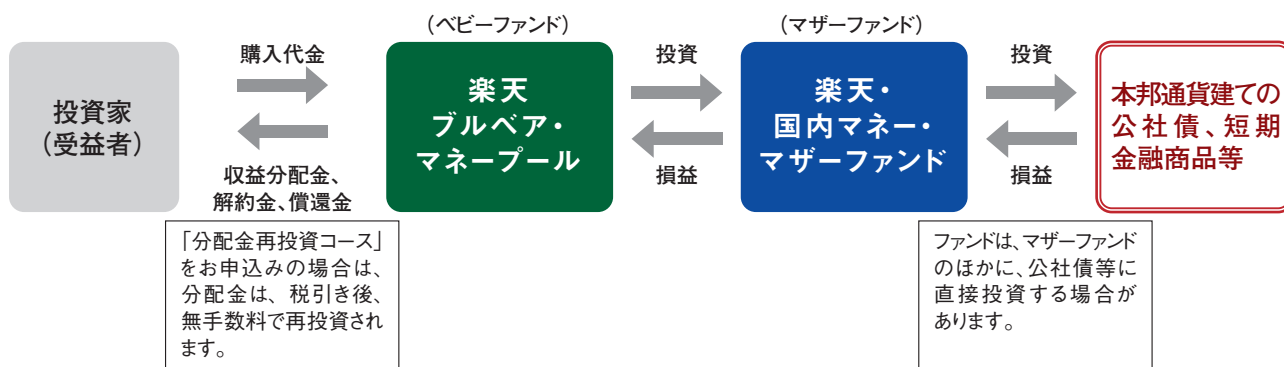 (ベビーファンド)
(マザーファンド)
投資家
(受益者)
購入代金
収益分配金、
解約金、償還金
楽天
ブルベア・
マネープール
投資
損益
楽天・
国内マネー・
マザーファンド
投資
損益
本邦通貨建ての
公社債、短期
金融商品等
「分配金再投資コース」
をお申込みの場合は、
分配金は、税引き後、
無手数料で再投資され
ます。
ファンドは、マザーファンド
のほかに、公社債等に
直接投資する場合が
あります。